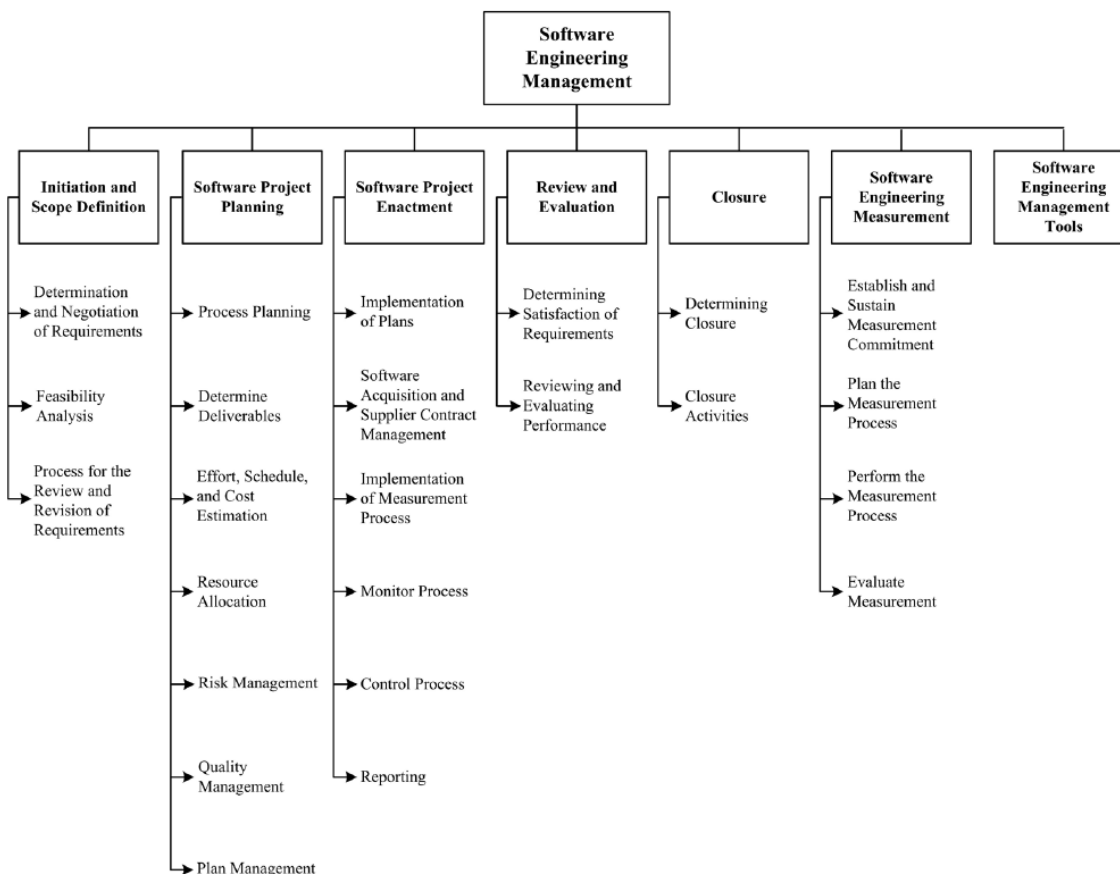 Software
Engineering
Management
Initiation and
Scope Definition
Determination
and Negotiation
of Requirements
Feasibility
Analysis
Process for the
Review and
Revision of
Requirements
Software Project
Planning
Process Planning
Determine
Deliverables
Effort, Schedule,
and Cost
Estimation
Resource
Allocation
Risk Management
Quality
Management
Plan Management
Software Project
Enactment
Implementation
of Plans
Software
Acquisition and
Supplier Contract
Management
Implementation
of Measurement
Process
Monitor Process
Control Process
Reporting
Review and
Evaluation
Determining
Satisfaction of
Requirements
Reviewing and
Evaluating
Performance
Closure
Determining
Closure
Closure
Activities
Software
Engineering
Measurement
Establish and
Sustain
Measurement
Commitment
Plan the
Measurement
Process
Perform the
Measurement
Process
Evaluate
Measurement
Software
Engineering
Management
Tools